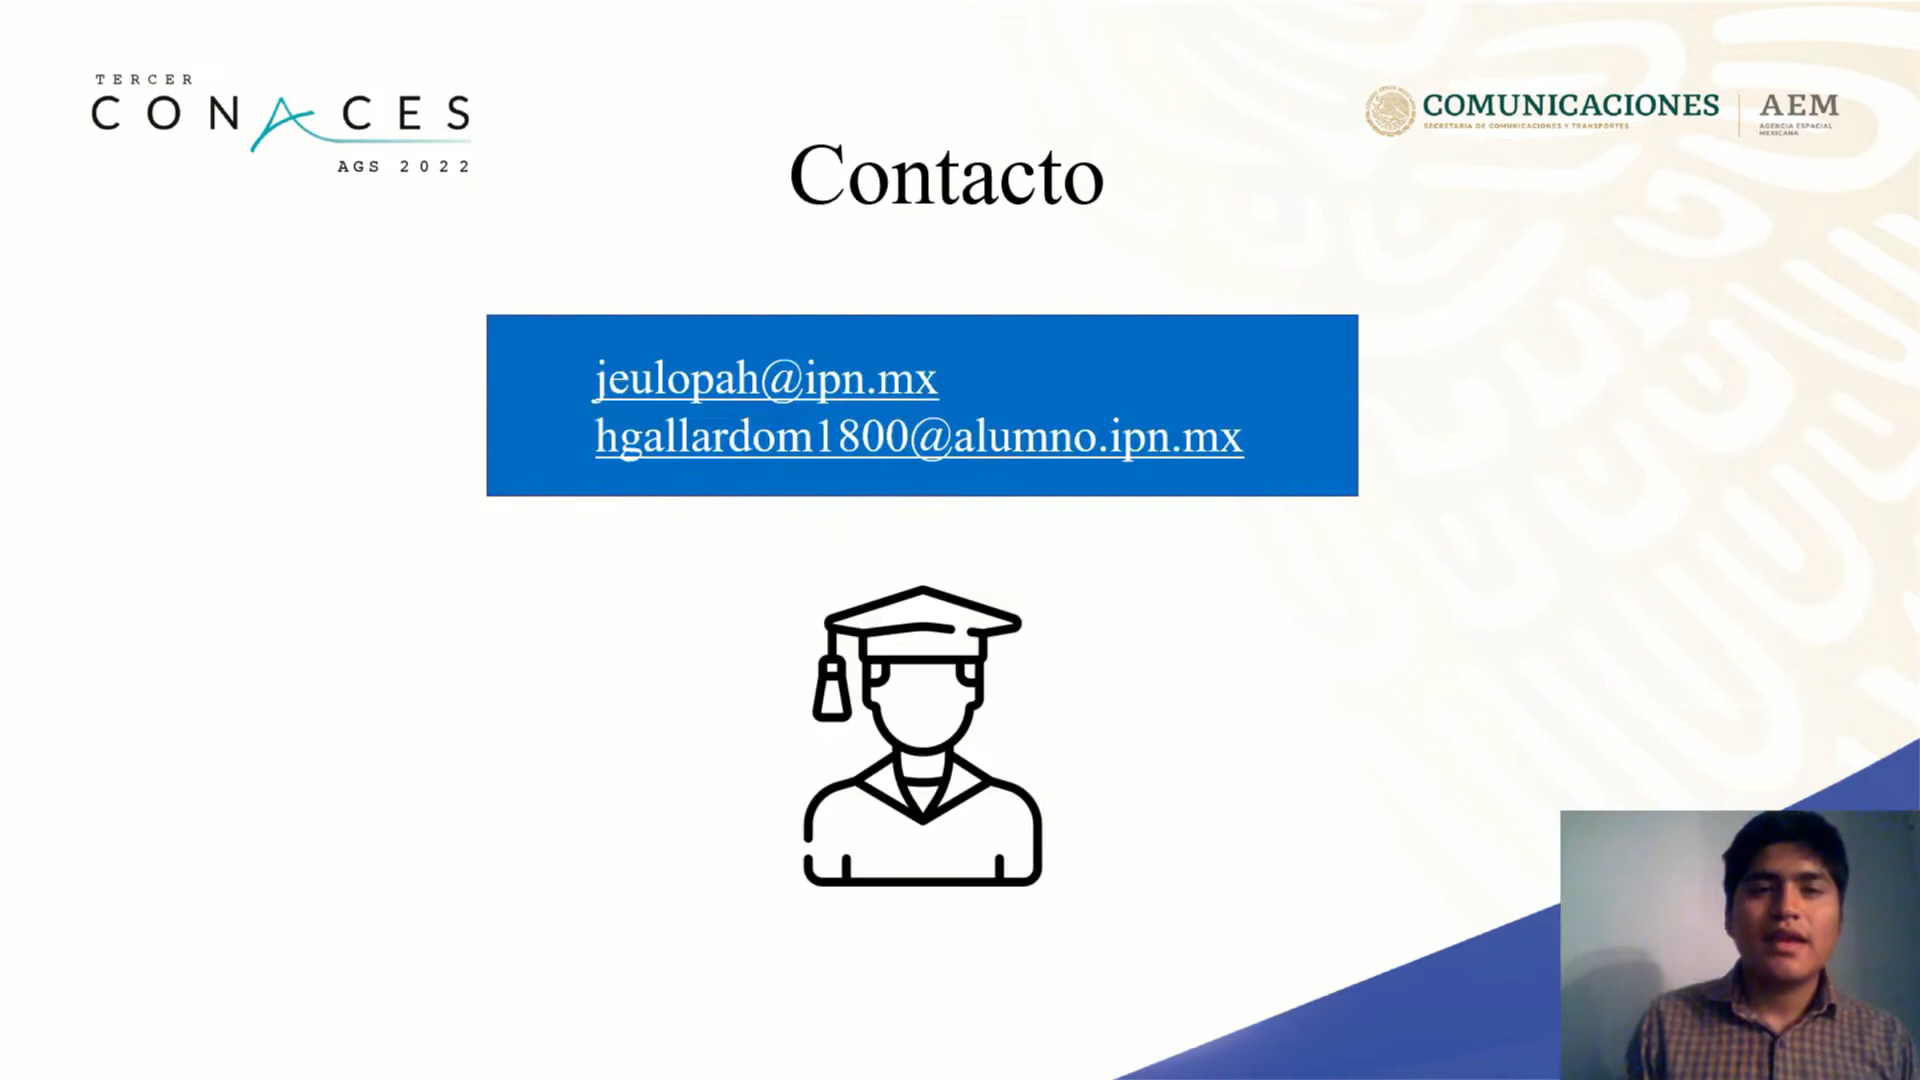 TERCER
CONACES
AGS 2022
COMUNICACIONES
SECRETARÍA DE COMUNICACIONES Y TRANSPORTES
AEM
AGENCIA ESPACIAL
MEXICANA
Contacto
jeulopah@ipn.mx
hgallardom1800@alumno.ipn.mx